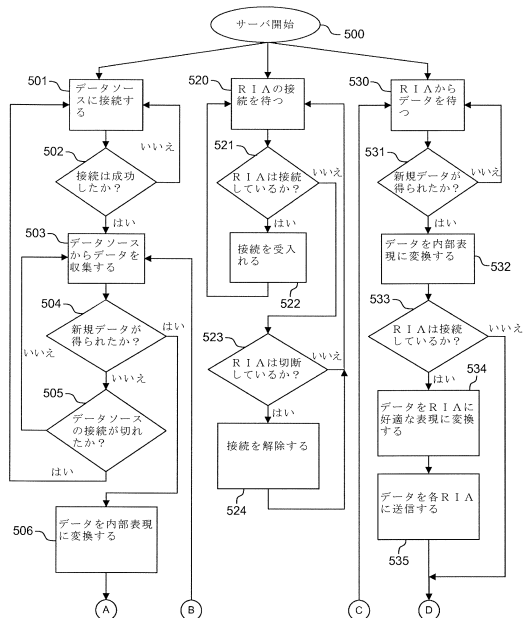 サーバ開始
500
501
データソー
スに接続す
る
502
いいえ
接続は成功
したか？
はい
503
データソース
からデータを
収集する
504
新規データが
得られたか？
はい
いいえ
いいえ
505
データソース
の接続が切れ
たか？
はい
506
データを内部表現
に変換する
A
B
520
ＲＩＡの接
続を待つ
521
ＲＩＡは接続
しているか？
いいえ
はい
接続を受入
れる
522
523
ＲＩＡは切断
しているか？
いいえ
はい
接続を解除する
524
530
ＲＩＡから
データを待
つ
531
いいえ
新規データが
得られたか？
はい
データを内部表
現に変換する
532
533
ＲＩＡは接続
しているか？
いいえ
はい
534
データをＲＩＡに
好適な表現に変換
する
データを各ＲＩＡ
に送信する
535
C
D